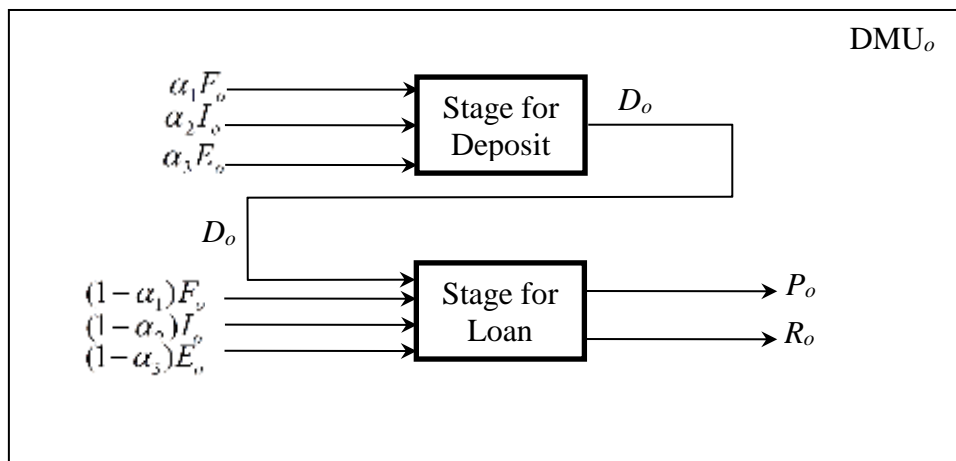 DMUₒ
α₁Fₒ
α₂Iₒ
α₃Eₒ
Stage for
Deposit
Dₒ
Dₒ
(1-α₁)Fₒ
(1-α₂)Iₒ
(1-α₃)Eₒ
Stage for
Loan
Pₒ
Rₒ